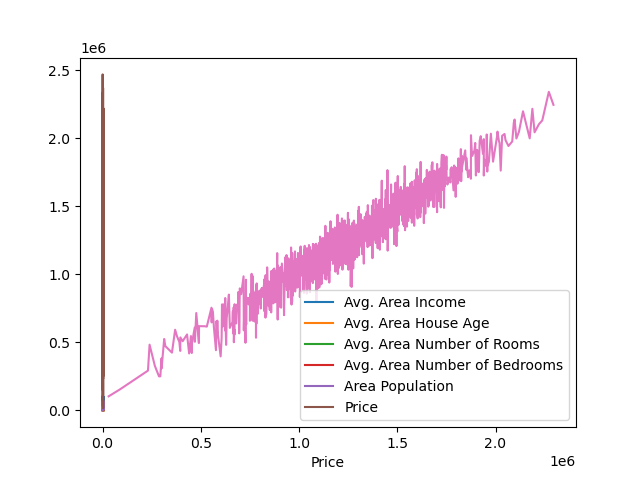 1e6
2.5
2.0
1.5
1.0
0.5
0.0
Avg. Area Income
Avg. Area House Age
Avg. Area Number of Rooms
Avg. Area Number of Bedrooms
Area Population
Price
0.0 0.5 1.0 1.5 2.0
Price 1e6